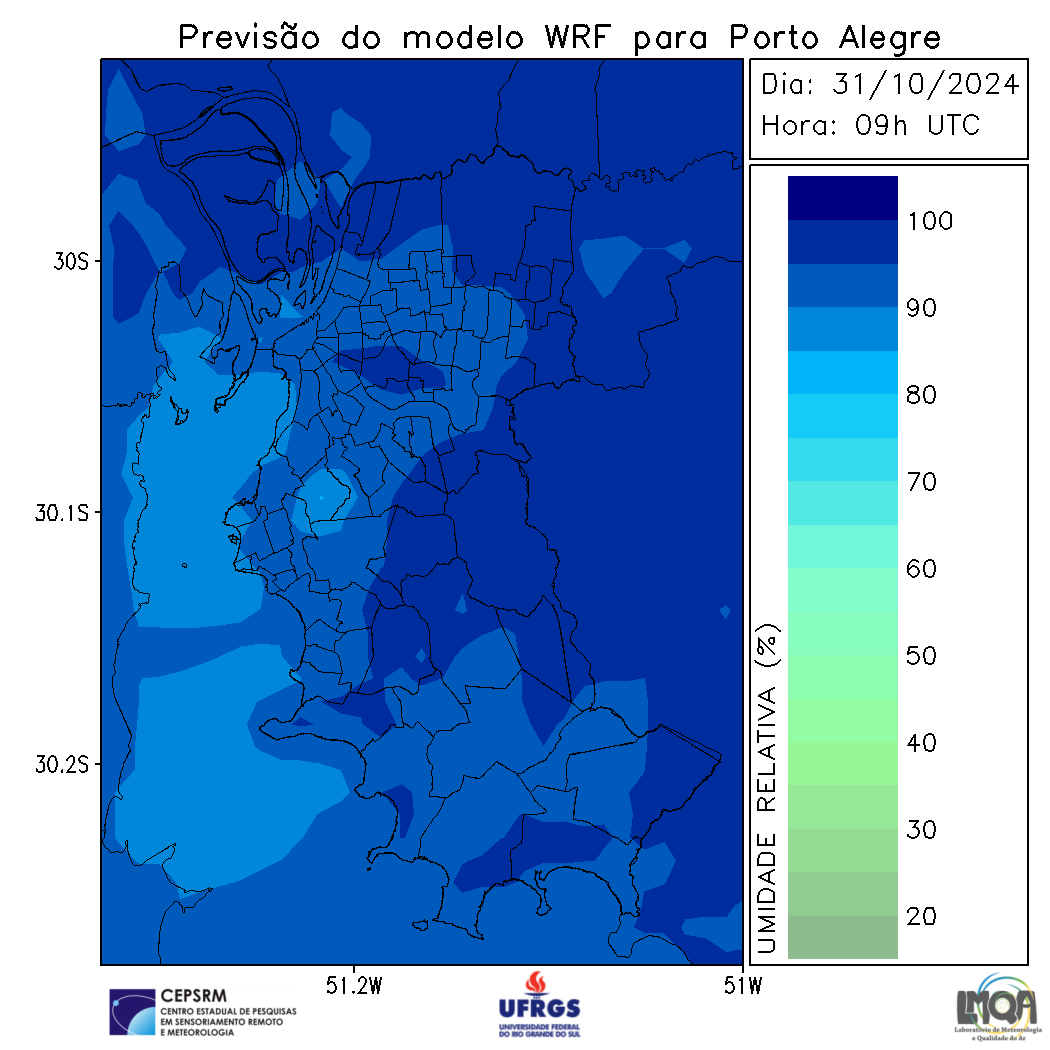 Previsão do modelo WRF para Porto Alegre
Dia: 31/10/2024
Hora: 09h UTC
30S
30.1S
30.2S
51.2W
51W
UMIDADE RELATIVA (%)
100
90
80
70
60
50
40
30
20
CEPSRM
CENTRO ESTADUAL DE PESQUISAS
EM SENSORIAMENTO REMOTO
E METEOROLOGIA
UFRGS
UNIVERSIDADE FEDERAL
DO RIO GRANDE DO SUL
LMQA
Laboratório de Meteorologia
e Qualidade do Ar